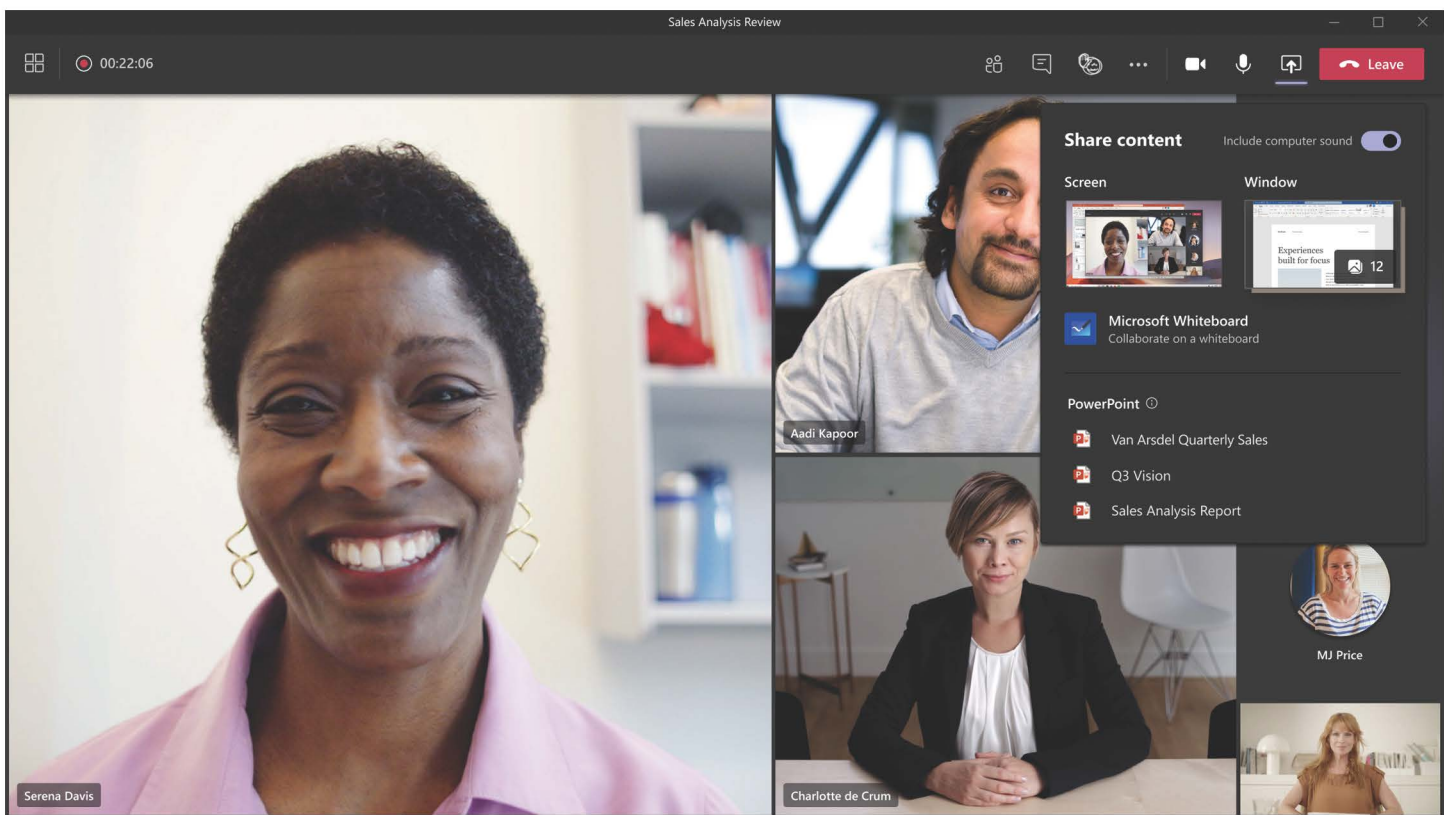 Sales Analysis Review
00:22:06
Leave
Share content
Include computer sound
Screen
Window
Experiences
built for focus
12
Microsoft Whiteboard
Collaborate on a whiteboard
PowerPoint
Van Arsdel Quarterly Sales
Q3 Vision
Sales Analysis Report
Aadi Kapoor
MJ Price
Serena Davis
Charlotte de Crum